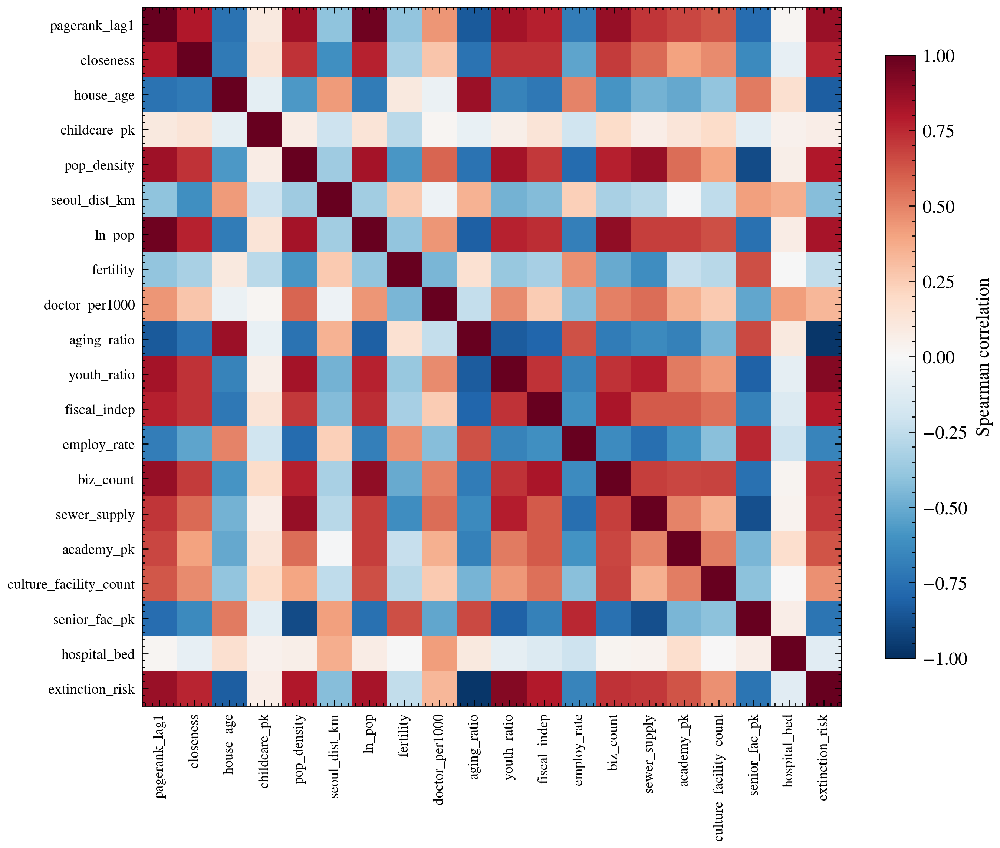 pagerank_lag1
closeness
house_age
childcare_pk
pop_density
seoul_dist_km
ln_pop
fertility
doctor_per1000
aging_ratio
youth_ratio
fiscal_indep
employ_rate
biz_count
sewer_supply
academy_pk
culture_facility_count
senior_fac_pk
hospital_bed
extinction_risk
pagerank_lag1
closeness
house_age
childcare_pk
pop_density
seoul_dist_km
ln_pop
fertility
doctor_per1000
aging_ratio
youth_ratio
fiscal_indep
employ_rate
biz_count
sewer_supply
academy_pk
culture_facility_count
senior_fac_pk
hospital_bed
extinction_risk
1.00
0.75
0.50
0.25
0.00
−0.25
−0.50
−0.75
−1.00
Spearman correlation